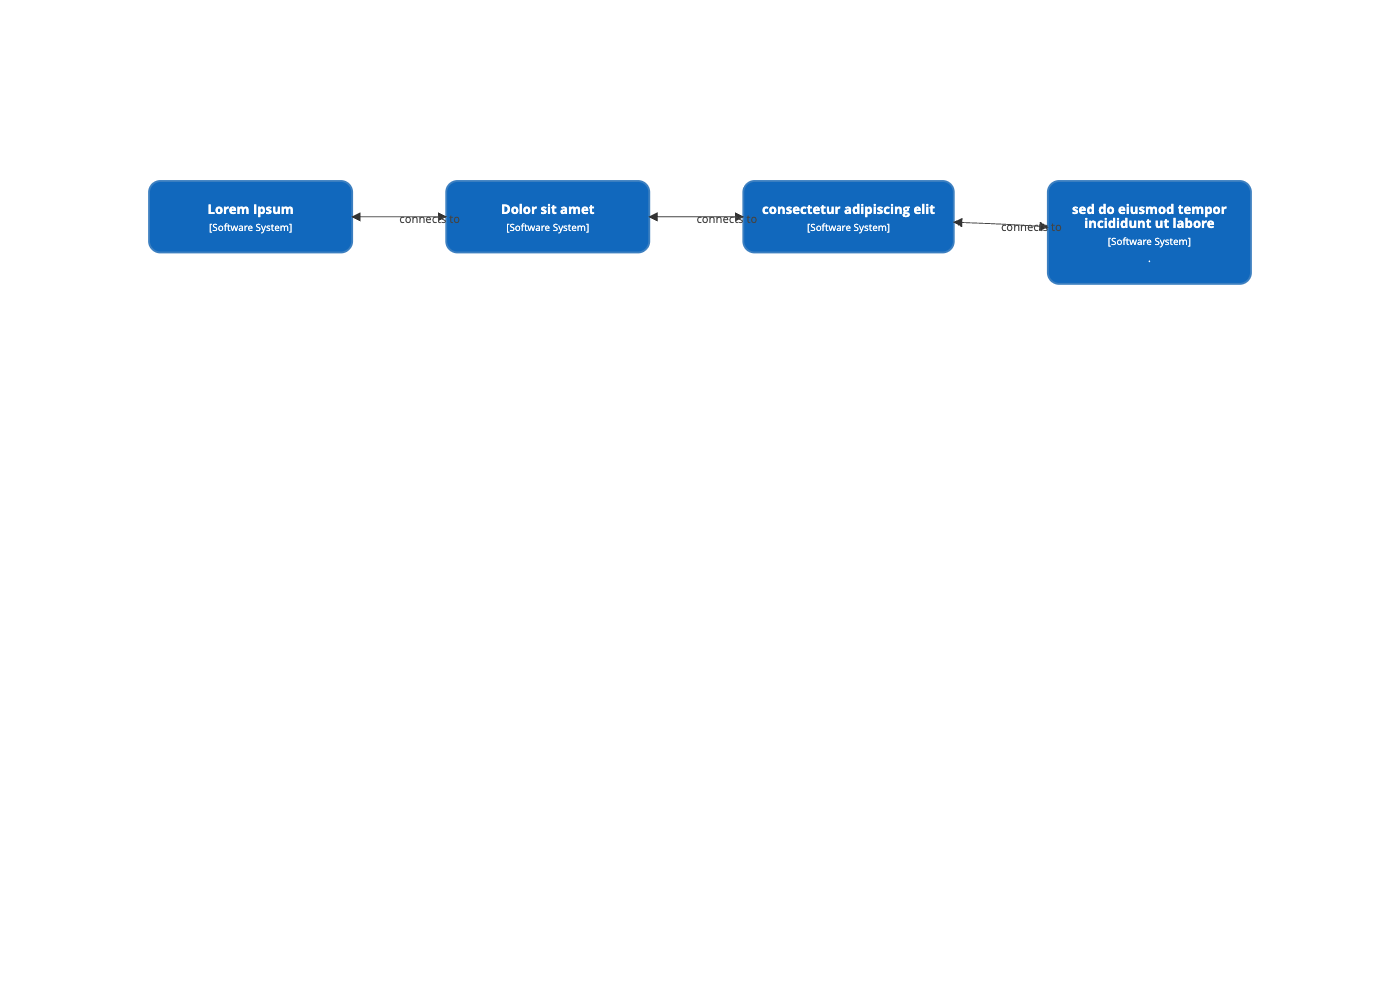 Lorem Ipsum
[Software System]
connects to
Dolor sit amet
[Software System]
connects to
consectetur adipiscing elit
[Software System]
connects to
sed do eiusmod tempor
incididunt ut labore
[Software System]
.